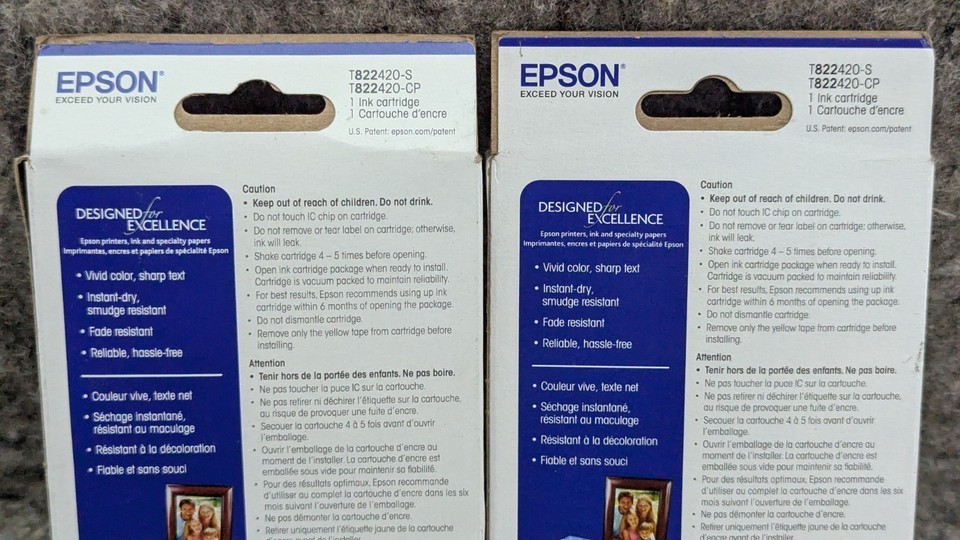 EPSON®
EXCEED YOUR VISION
T822420-S
T822420-CP
1 Ink cartridge
1 Cartouche d'encre
U.S. Patent: epson.com/patent
DESIGNED for
EXCELLENCE
Epson printers, ink and specialty papers
Imprimantes, encres et papiers de spécialité Epson
• Vivid color, sharp text
• Instant-dry,
smudge resistant
• Fade resistant
• Reliable, hassle-free
• Couleur vive, texte net
• Séchage instantané,
résistant au maculage
• Résistant à la décoloration
• Fiable et sans souci
Caution
• Keep out of reach of children. Do not drink.
• Do not touch IC chip on cartridge.
• Do not remove or tear label on cartridge; otherwise,
ink will leak.
• Shake cartridge 4 – 5 times before opening.
• Open ink cartridge package when ready to install.
Cartridge is vacuum packed to maintain reliability.
• For best results, Epson recommends using up ink
cartridge within 6 months of opening the package.
• Do not dismantle cartridge.
• Remove only the yellow tape from cartridge before
installing.
Attention
• Tenir hors de la portée des enfants. Ne pas boire.
• Ne pas toucher la puce IC sur la cartouche.
• Ne pas retirer ni déchirer l'étiquette sur la cartouche,
au risque de provoquer une fuite d'encre.
• Secouer la cartouche 4 à 5 fois avant d'ouvrir
l'emballage.
• Ouvrir l'emballage de la cartouche d'encre au
moment de l'installer. La cartouche d'encre est
emballée sous vide pour maintenir sa fiabilité.
• Pour des résultats optimaux, Epson recommande
d'utiliser au complet la cartouche d'encre dans les six
mois suivant l'ouverture de l'emballage.
• Ne pas démonter la cartouche d'encre.
• Retirer uniquement l'étiquette jaune de la cartouche
d'encre avant de l'installer.
EPSON®
EXCEED YOUR VISION
T822420-S
T822420-CP
1 Ink cartridge
1 Cartouche d'encre
U.S. Patent: epson.com/patent
DESIGNED for
EXCELLENCE
Epson printers, ink and specialty papers
Imprimantes, encres et papiers de spécialité Epson
• Vivid color, sharp text
• Instant-dry,
smudge resistant
• Fade resistant
• Reliable, hassle-free
• Couleur vive, texte net
• Séchage instantané,
résistant au maculage
• Résistant à la décoloration
• Fiable et sans souci
Caution
• Keep out of reach of children. Do not drink.
• Do not touch IC chip on cartridge.
• Do not remove or tear label on cartridge; otherwise,
ink will leak.
• Shake cartridge 4 – 5 times before opening.
• Open ink cartridge package when ready to install.
Cartridge is vacuum packed to maintain reliability.
• For best results, Epson recommends using up ink
cartridge within 6 months of opening the package.
• Do not dismantle cartridge.
• Remove only the yellow tape from cartridge before
installing.
Attention
• Tenir hors de la portée des enfants. Ne pas boire.
• Ne pas toucher la puce IC sur la cartouche.
• Ne pas retirer ni déchirer l'étiquette sur la cartouche,
au risque de provoquer une fuite d'encre.
• Secouer la cartouche 4 à 5 fois avant d'ouvrir
l'emballage.
• Ouvrir l'emballage de la cartouche d'encre au
moment de l'installer. La cartouche d'encre est
emballée sous vide pour maintenir sa fiabilité.
• Pour des résultats optimaux, Epson recommande
d'utiliser au complet la cartouche d'encre dans les six
mois suivant l'ouverture de l'emballage.
• Ne pas démonter la cartouche d'encre.
• Retirer uniquement l'étiquette jaune de la cartouche
d'encre avant de l'installer.